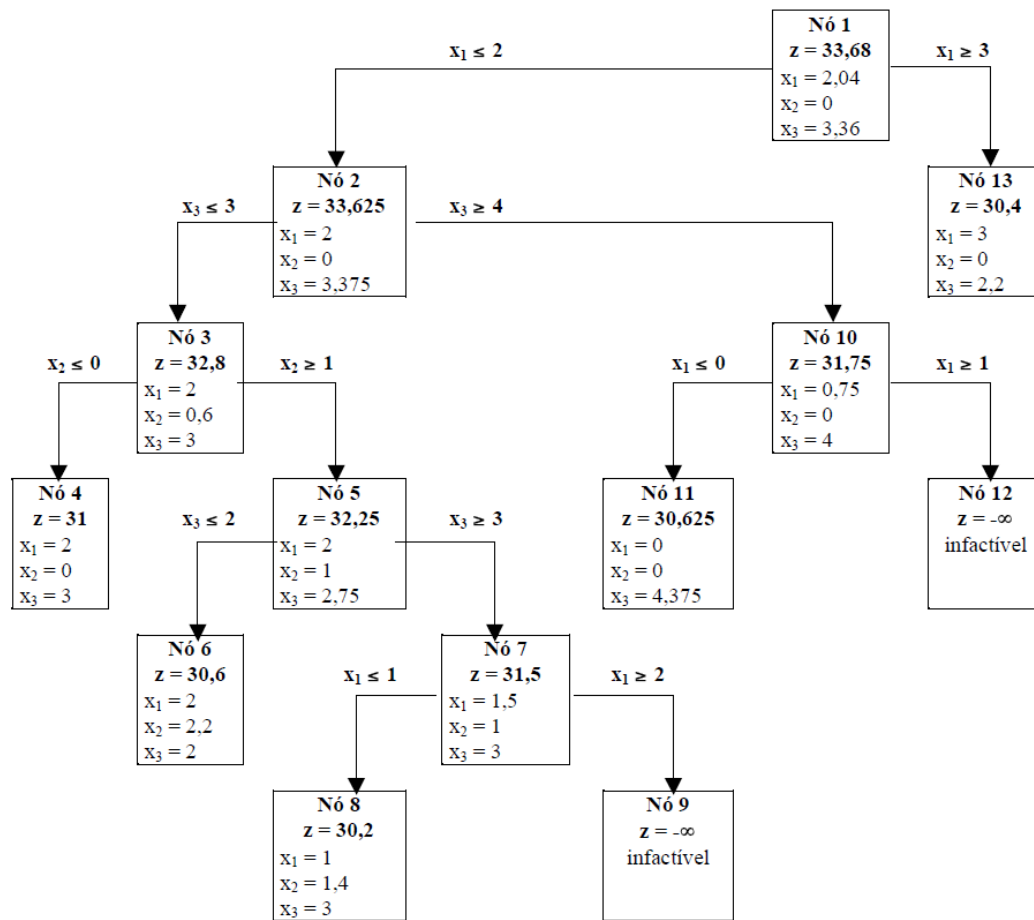 Nó 1
z = 33,68
x₁ = 2,04
x₂ = 0
x₃ = 3,36
x₁ ≤ 2
x₁ ≥ 3
Nó 2
z = 33,625
x₁ = 2
x₂ = 0
x₃ = 3,375
Nó 13
z = 30,4
x₁ = 3
x₂ = 0
x₃ = 2,2
x₃ ≤ 3
x₃ ≥ 4
Nó 3
z = 32,8
x₁ = 2
x₂ = 0,6
x₃ = 3
Nó 10
z = 31,75
x₁ = 0,75
x₂ = 0
x₃ = 4
x₂ ≤ 0
x₂ ≥ 1
x₁ ≤ 0
x₁ ≥ 1
Nó 4
z = 31
x₁ = 2
x₂ = 0
x₃ = 3
Nó 5
z = 32,25
x₁ = 2
x₂ = 1
x₃ = 2,75
Nó 11
z = 30,625
x₁ = 0
x₂ = 0
x₃ = 4,375
Nó 12
z = -∞
infactível
x₃ ≤ 2
x₃ ≥ 3
Nó 6
z = 30,6
x₁ = 2
x₂ = 2,2
x₃ = 2
Nó 7
z = 31,5
x₁ = 1,5
x₂ = 1
x₃ = 3
x₁ ≤ 1
x₁ ≥ 2
Nó 8
z = 30,2
x₁ = 1
x₂ = 1,4
x₃ = 3
Nó 9
z = -∞
infactível